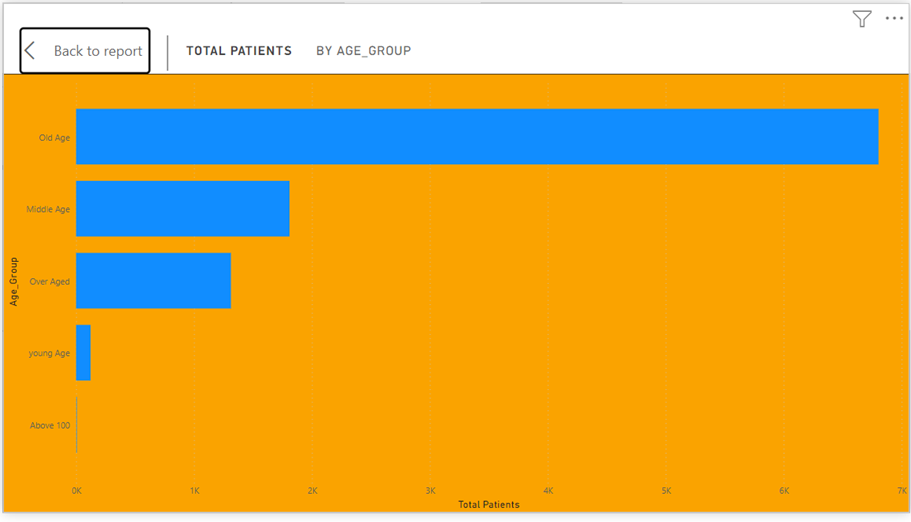 Back to report
TOTAL PATIENTS
BY AGE_GROUP
Age_Group
Old Age
Middle Age
Over Aged
young Age
Above 100
0K 1K 2K 3K 4K 5K 6K 7K
Total Patients